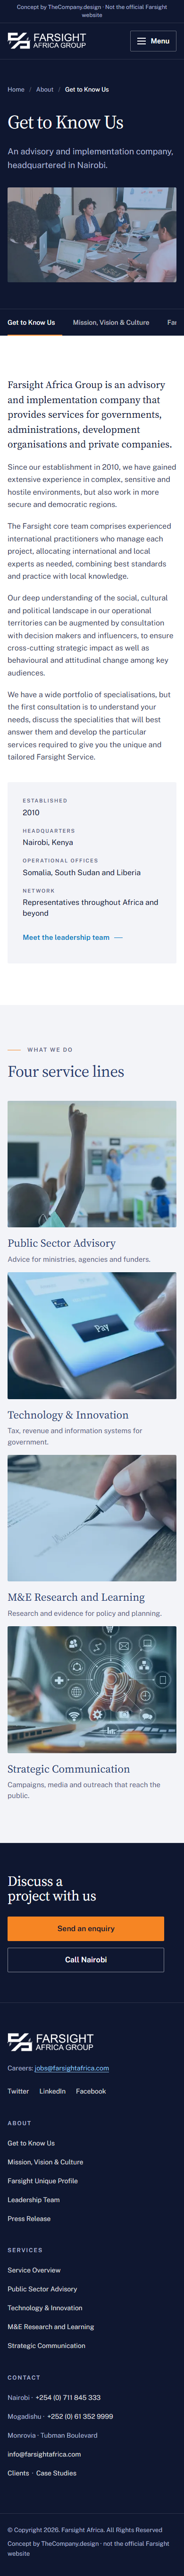 Concept by TheCompany.design · Not the official Farsight
website
FARSIGHT
AFRICA GROUP
Menu
Home / About / Get to Know Us
Get to Know Us
An advisory and implementation company,
headquartered in Nairobi.
Get to Know Us
Mission, Vision & Culture
Far
Farsight Africa Group is an advisory
and implementation company that
provides services for governments,
administrations, development
organisations and private companies.
Since our establishment in 2010, we have gained
extensive experience in complex, sensitive and
hostile environments, but also work in more
secure and democratic regions.
The Farsight core team comprises experienced
international practitioners who manage each
project, allocating international and local
experts as needed, combining best standards
and practice with local knowledge.
Our deep understanding of the social, cultural
and political landscape in our operational
territories can be augmented by consultation
with decision makers and influencers, to ensure
cross-cutting strategic impact as well as
behavioural and attitudinal change among key
audiences.
We have a wide portfolio of specialisations, but
the first consultation is to understand your
needs, discuss the specialities that will best
answer them and develop the particular
services required to give you the unique and
tailored Farsight Service.
ESTABLISHED
2010
HEADQUARTERS
Nairobi, Kenya
OPERATIONAL OFFICES
Somalia, South Sudan and Liberia
NETWORK
Representatives throughout Africa and
beyond
Meet the leadership team
WHAT WE DO
Four service lines
Public Sector Advisory
Advice for ministries, agencies and funders.
Pay
Technology & Innovation
Tax, revenue and information systems for
government.
M&E Research and Learning
Research and evidence for policy and planning.
Strategic Communication
Campaigns, media and outreach that reach the
public.
Discuss a
project with us
Send an enquiry
Call Nairobi
FARSIGHT
AFRICA GROUP
Careers: jobs@farsightafrica.com
Twitter LinkedIn Facebook
ABOUT
Get to Know Us
Mission, Vision & Culture
Farsight Unique Profile
Leadership Team
Press Release
SERVICES
Service Overview
Public Sector Advisory
Technology & Innovation
M&E Research and Learning
Strategic Communication
CONTACT
Nairobi · +254 (0) 711 845 333
Mogadishu · +252 (0) 61 352 9999
Monrovia · Tubman Boulevard
info@farsightafrica.com
Clients · Case Studies
© Copyright 2026. Farsight Africa. All Rights Reserved
Concept by TheCompany.design · not the official Farsight
website